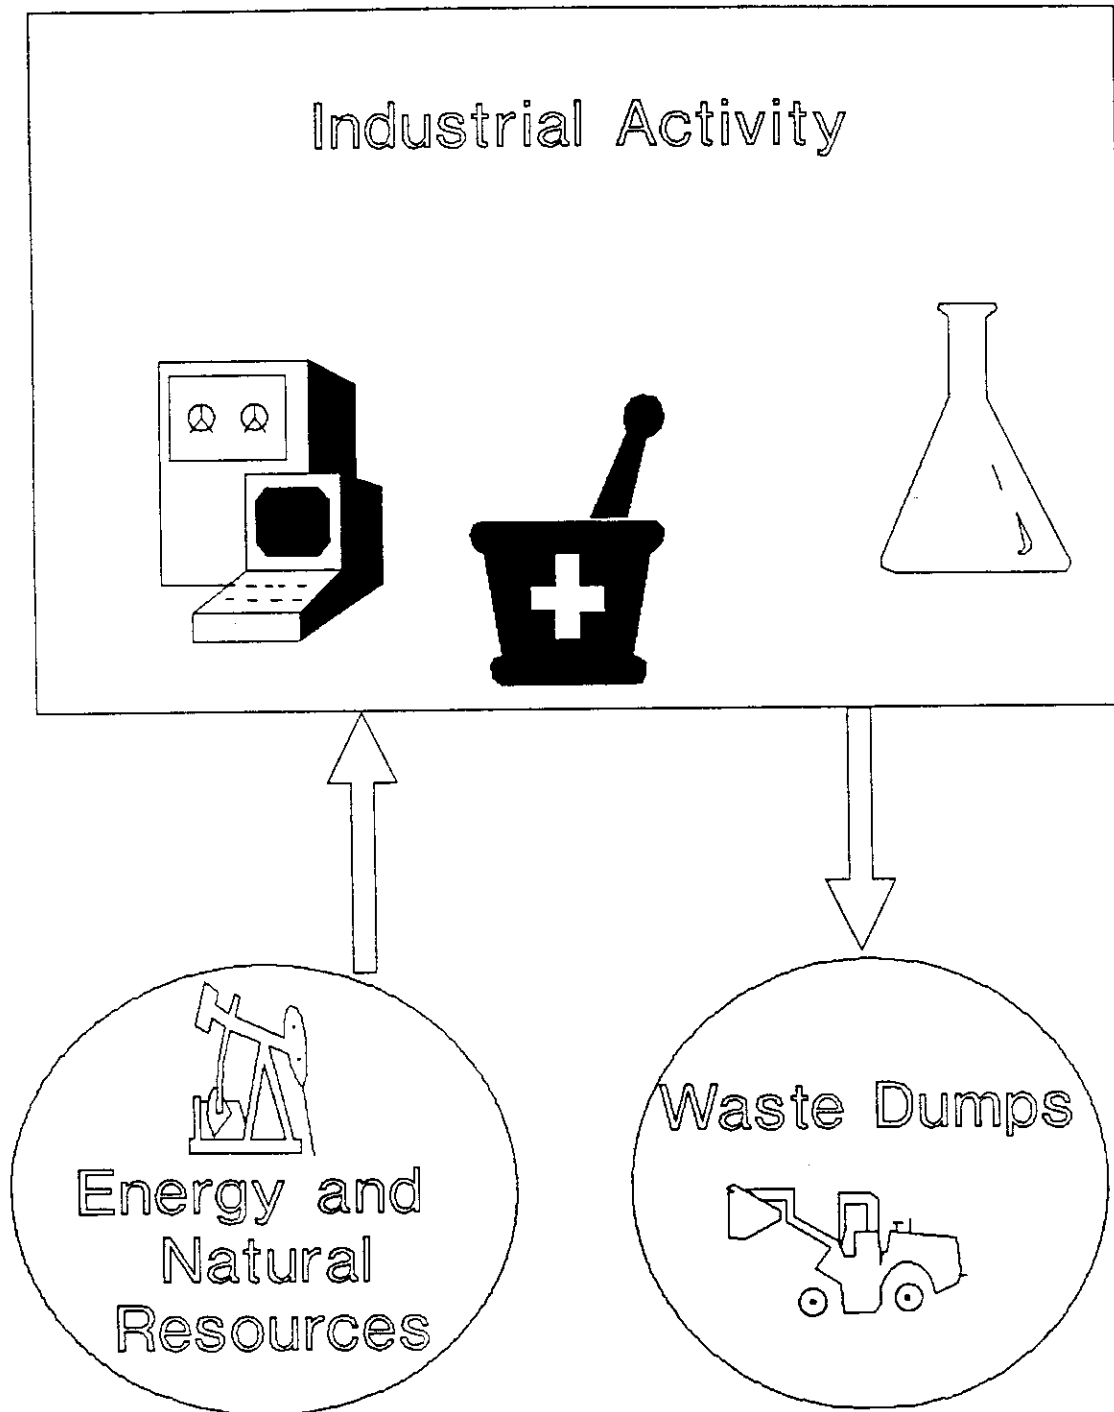 Industrial Activity
Energy and
Natural
Resources
Waste Dumps